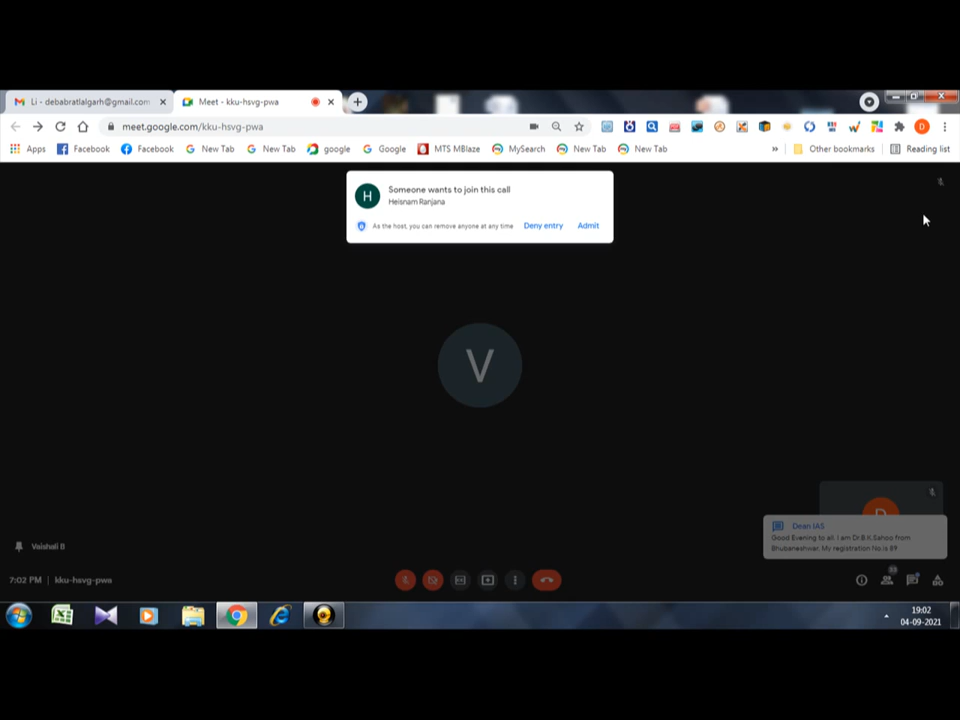 Li - debabratlalgarh@gmail.com
Meet - kku-hsvg-pwa
meet.google.com/kku-hsvg-pwa
D
Apps
Facebook
Facebook
New Tab
New Tab
google
Google
MTS MBlaze
MySearch
New Tab
New Tab
»
Other bookmarks
Reading list
H
Someone wants to join this call
Heisnam Ranjana
As the host, you can remove anyone at any time
Deny entry
Admit
V
D
Dean IAS
Good Evening to all. I am Dr.B.K.Sahoo from
Bhubaneshwar. My registration No.is 89
Vaishali B
7:02 PM | kku-hsvg-pwa
19:02
04-09-2021